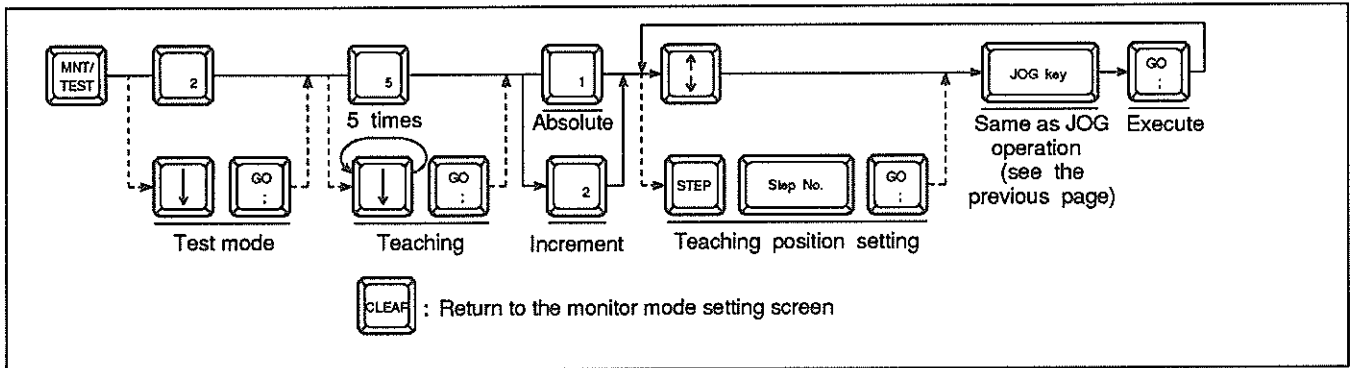 MNT/
TEST
2
5
1
↑
↓
JOG key
GO
;
5 times
Absolute
Same as JOG
operation
(see the
previous page)
Execute
↓
GO
;
↓
GO
;
2
STEP
Step No.
GO
;
Test mode
Teaching
Increment
Teaching position setting
CLEAR : Return to the monitor mode setting screen